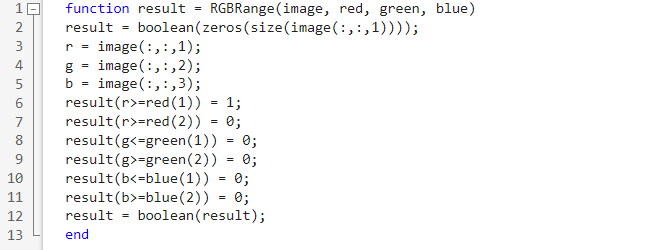 1 function result = RGBRange(image, red, green, blue)
2 result = boolean(zeros(size(image(:,:,1))));
3 r = image(:,:,1);
4 g = image(:,:,2);
5 b = image(:,:,3);
6 result(r>=red(1)) = 1;
7 result(r>=red(2)) = 0;
8 result(g<=green(1)) = 0;
9 result(g>=green(2)) = 0;
10 result(b<=blue(1)) = 0;
11 result(b>=blue(2)) = 0;
12 result = boolean(result);
13 end